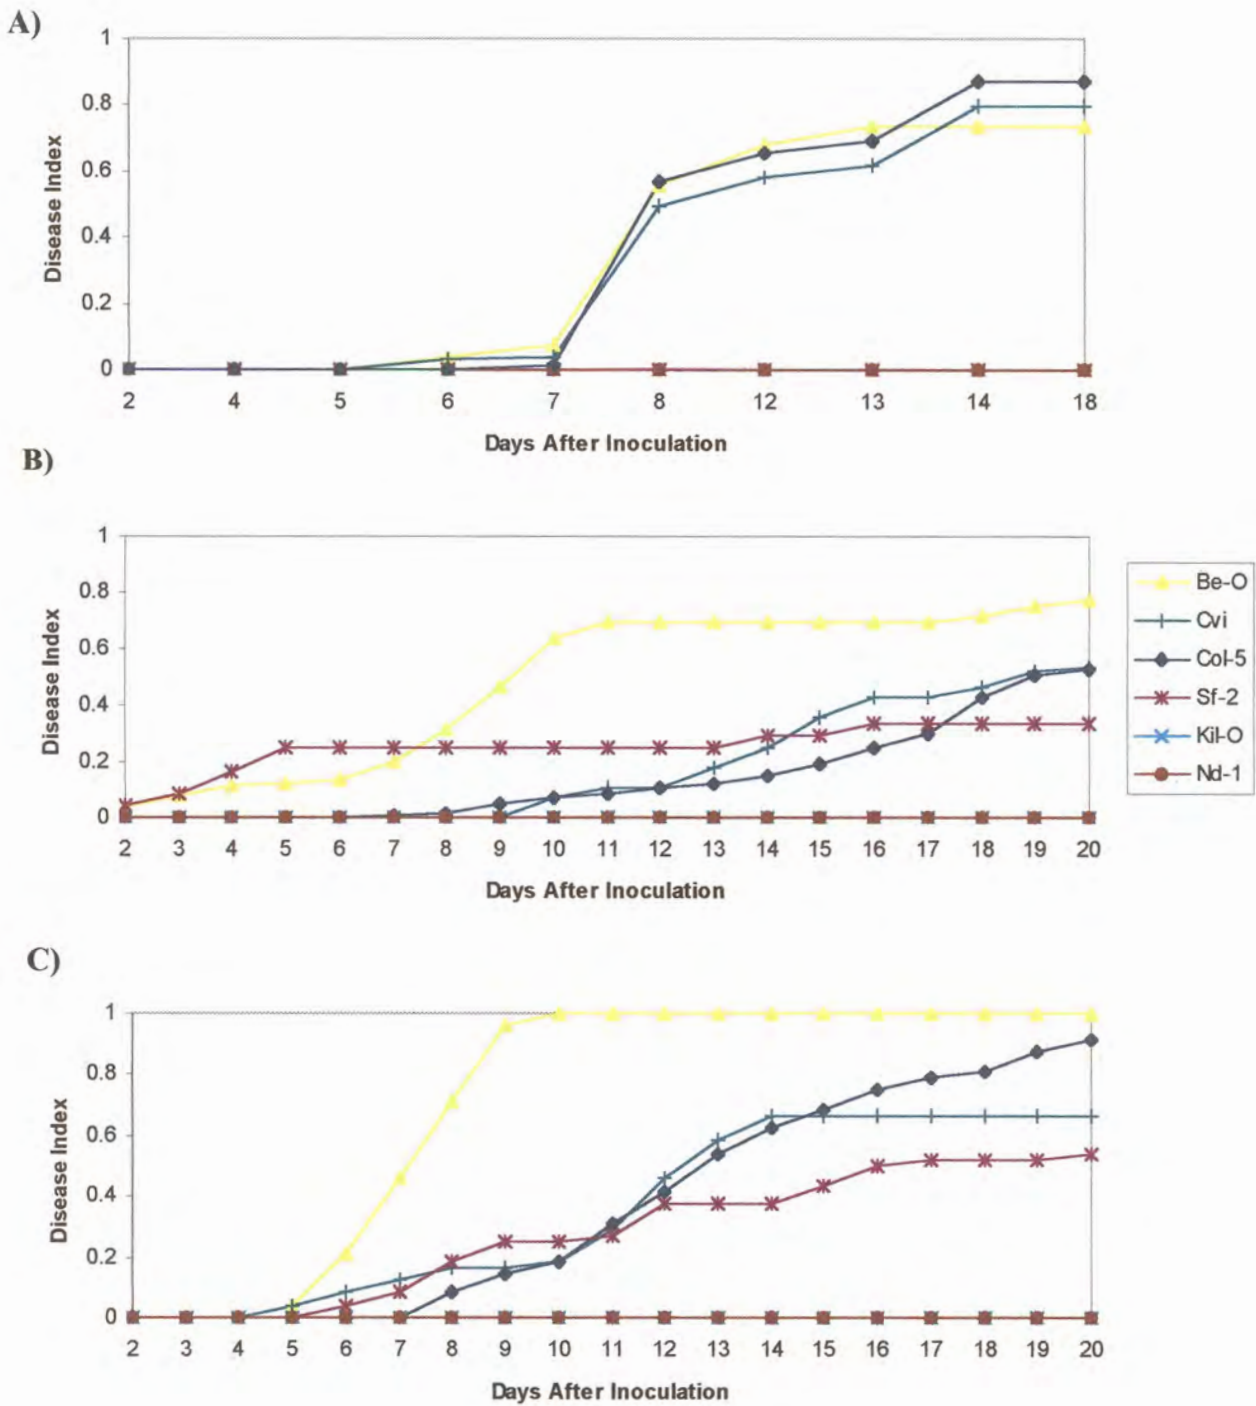 A)
1
0.8
0.6
0.4
0.2
0
Disease Index
2 4 5 6 7 8 12 13 14 18
Days After Inoculation
B)
1
0.8
0.6
0.4
0.2
0
Disease Index
2 3 4 5 6 7 8 9 10 11 12 13 14 15 16 17 18 19 20
Days After Inoculation
Be-O
Cvi
Col-5
Sf-2
Kil-O
Nd-1
C)
1
0.8
0.6
0.4
0.2
0
Disease Index
2 3 4 5 6 7 8 9 10 11 12 13 14 15 16 17 18 19 20
Days After Inoculation